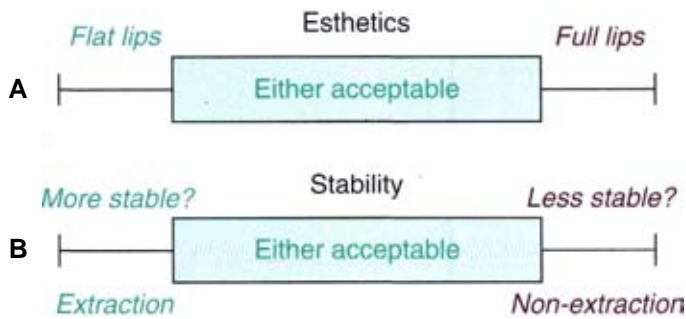 Esthetics
Flat lips
Full lips
A
Either acceptable
Stability
More stable?
Less stable?
B
Either acceptable
Extraction
Non-extraction